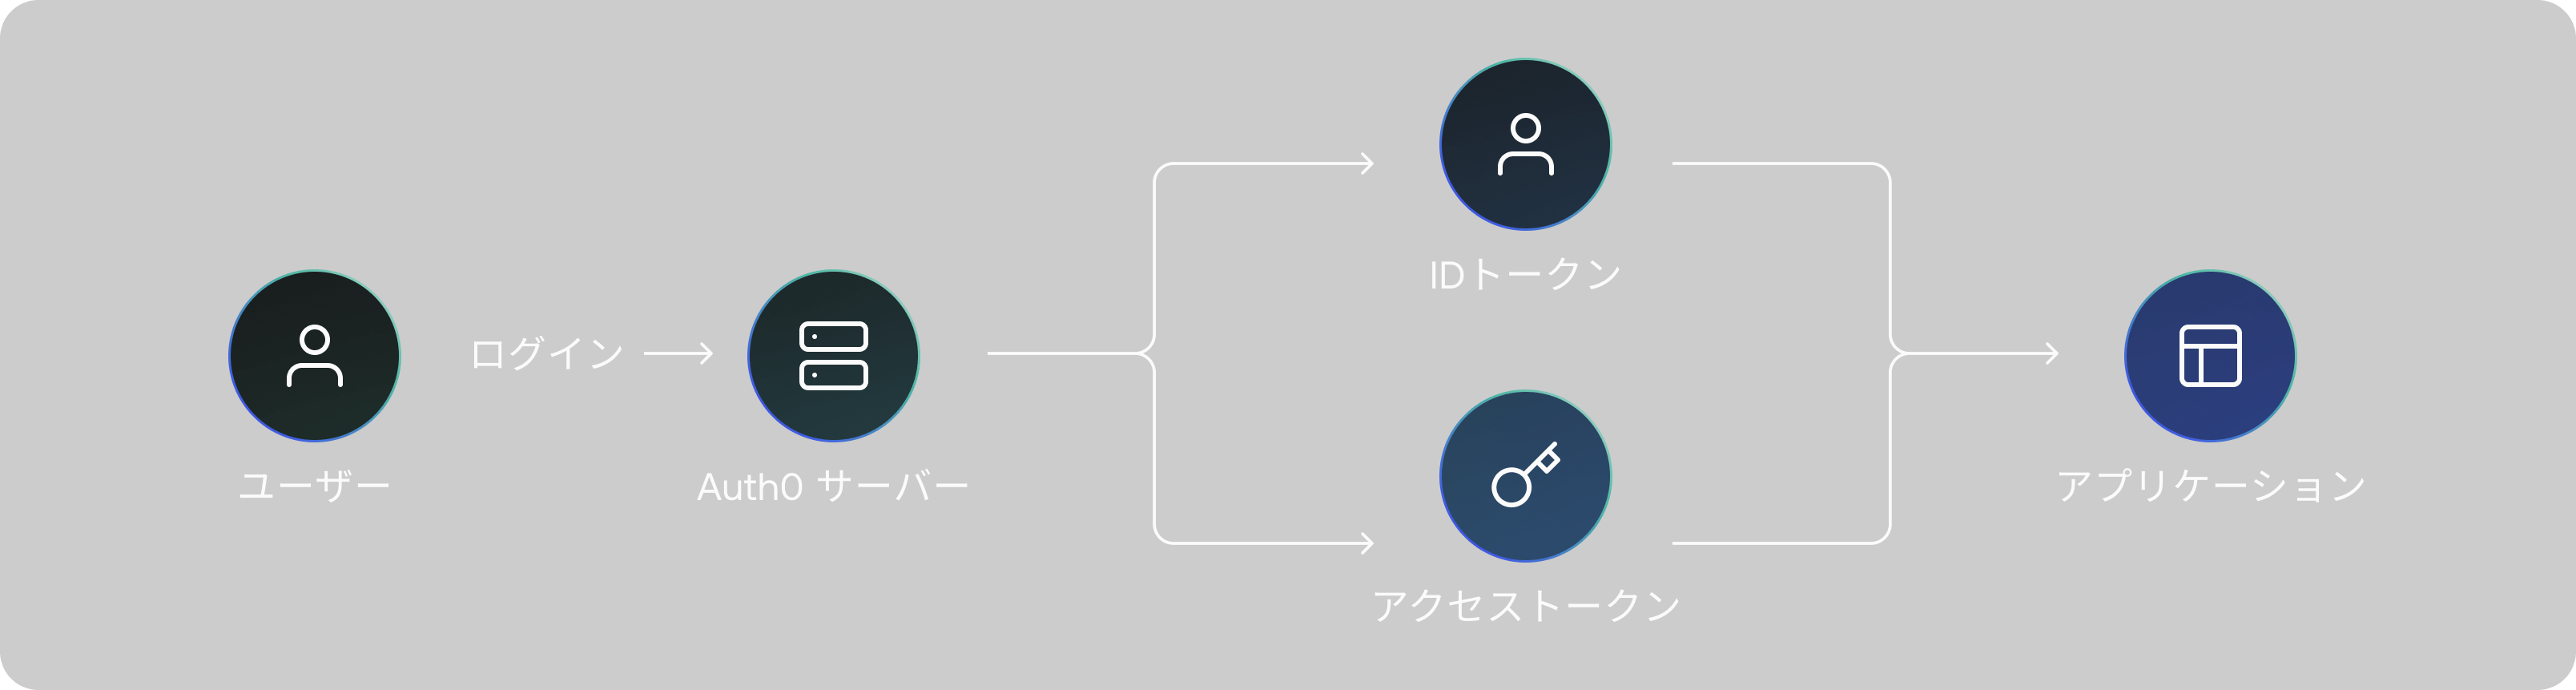 ユーザー
ログイン
Auth0 サーバー
IDトークン
アクセストークン
アプリケーション